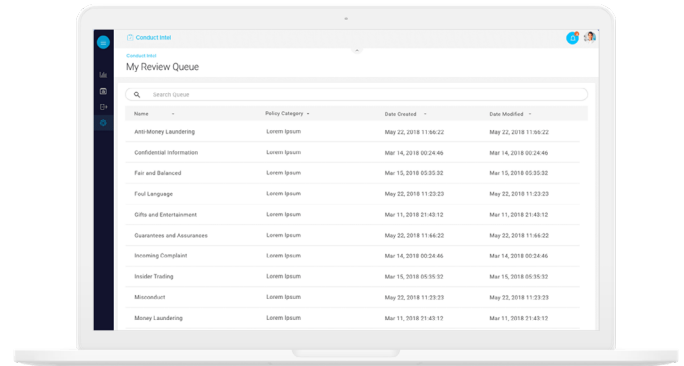 Conduct Intel
Conduct Intel
My Review Queue
Search Queue
Name Policy Category Date Created Date Modified
Anti-Money Laundering Lorem Ipsum May 22, 2018 11:66:22 May 22, 2018 11:66:22
Confidential Information Lorem Ipsum Mar 14, 2018 00:24:46 Mar 14, 2018 00:24:46
Fair and Balanced Lorem Ipsum Mar 15, 2018 05:35:32 Mar 15, 2018 05:35:32
Foul Language Lorem Ipsum May 22, 2018 11:23:23 May 22, 2018 11:23:23
Gifts and Entertainment Lorem Ipsum Mar 11, 2018 21:43:12 Mar 11, 2018 21:43:12
Guarantees and Assurances Lorem Ipsum May 22, 2018 11:66:22 May 22, 2018 11:66:22
Incoming Complaint Lorem Ipsum Mar 14, 2018 00:24:46 Mar 14, 2018 00:24:46
Insider Trading Lorem Ipsum Mar 15, 2018 05:35:32 Mar 15, 2018 05:35:32
Misconduct Lorem Ipsum May 22, 2018 11:23:23 May 22, 2018 11:23:23
Money Laundering Lorem Ipsum Mar 11, 2018 21:43:12 Mar 11, 2018 21:43:12